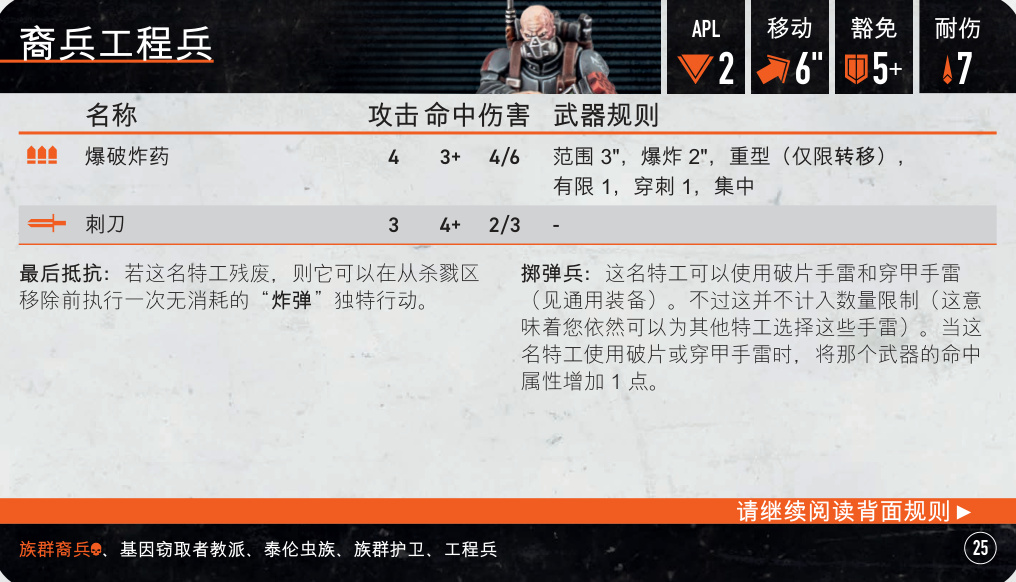 裔兵工程兵
APL 移动 豁免 耐伤
2 6" 5+ 7
名称 攻击 命中 伤害 武器规则
爆破炸药 4 3+ 4/6 范围 3"，爆炸 2"，重型（仅限转移），
有限 1，穿刺 1，集中
刺刀 3 4+ 2/3 -
最后抵抗：若这名特工残废，则它可以在从杀戮区
移除前执行一次无消耗的“炸弹”独特行动。
掷弹兵：这名特工可以使用破片手雷和穿甲手雷
（见通用装备）。不过这并不计入数量限制（这意
味着您依然可以为其他特工选择这些手雷）。当这
名特工使用破片或穿甲手雷时，将那个武器的命中
属性增加 1 点。
请继续阅读背面规则▶
族群裔兵、基因窃取者教派、泰伦虫族、族群护卫、工程兵
25